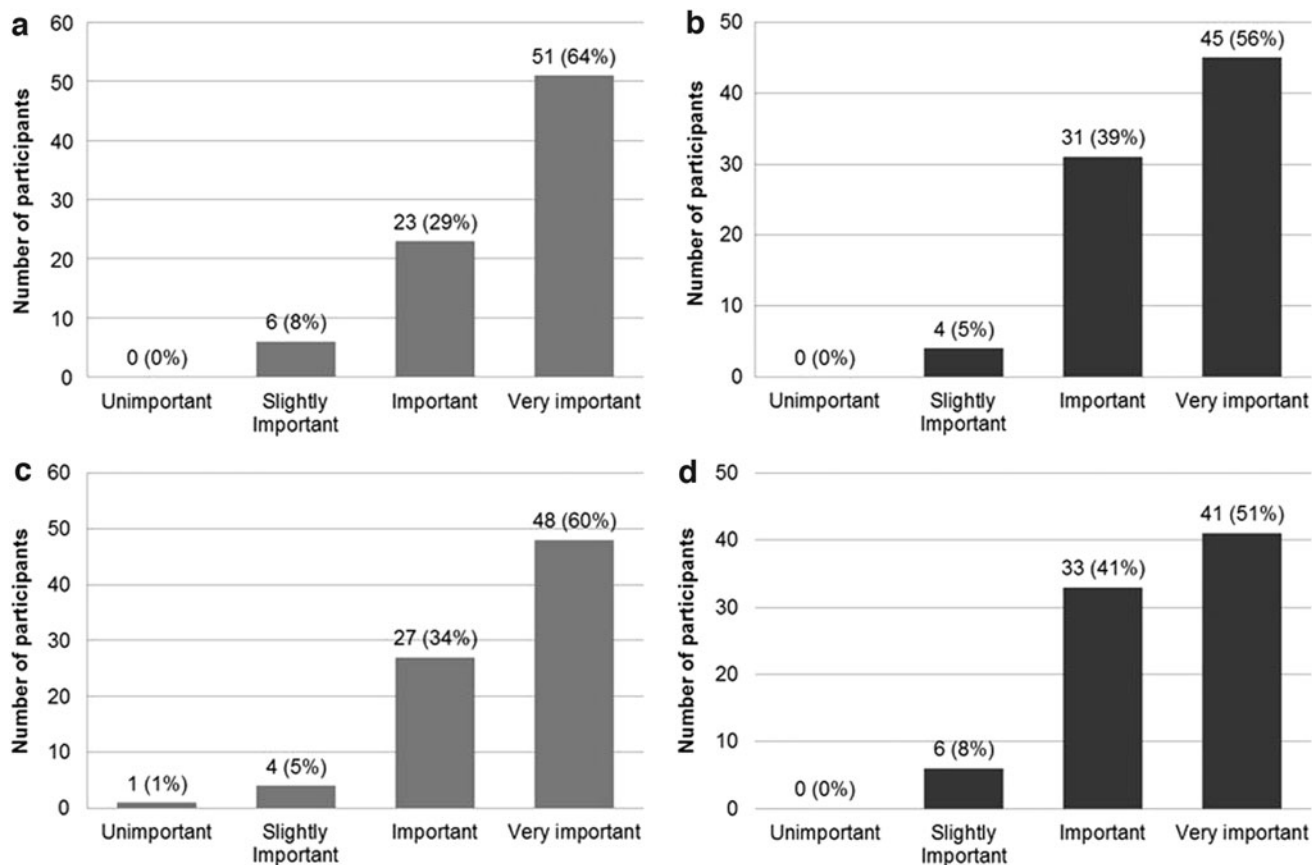 a
Number of participants
60
50
40
30
20
10
0
0 (0%)
6 (8%)
23 (29%)
51 (64%)
Unimportant
Slightly
Important
Important
Very important
b
Number of participants
50
40
30
20
10
0
0 (0%)
4 (5%)
31 (39%)
45 (56%)
Unimportant
Slightly
Important
Important
Very important
c
Number of participants
60
50
40
30
20
10
0
1 (1%)
4 (5%)
27 (34%)
48 (60%)
Unimportant
Slightly
Important
Important
Very important
d
Number of participants
50
40
30
20
10
0
0 (0%)
6 (8%)
33 (41%)
41 (51%)
Unimportant
Slightly
Important
Important
Very important